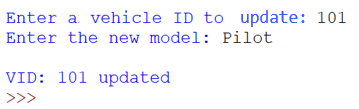 Enter a vehicle ID to update: 101
Enter the new model: Pilot
VID: 101 updated
>>>